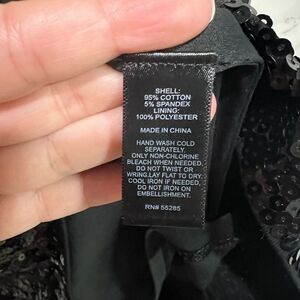 SHELL:
95% COTTON
5% SPANDEX
LINING:
100% POLYESTER
MADE IN CHINA
HAND WASH COLD
SEPARATELY.
ONLY NON-CHLORINE
BLEACH WHEN NEEDED.
DO NOT TWIST OR
WRING.LAY FLAT TO DRY.
COOL IRON IF NEEDED.
DO NOT IRON ON
EMBELLISHMENT.
RN# 55285